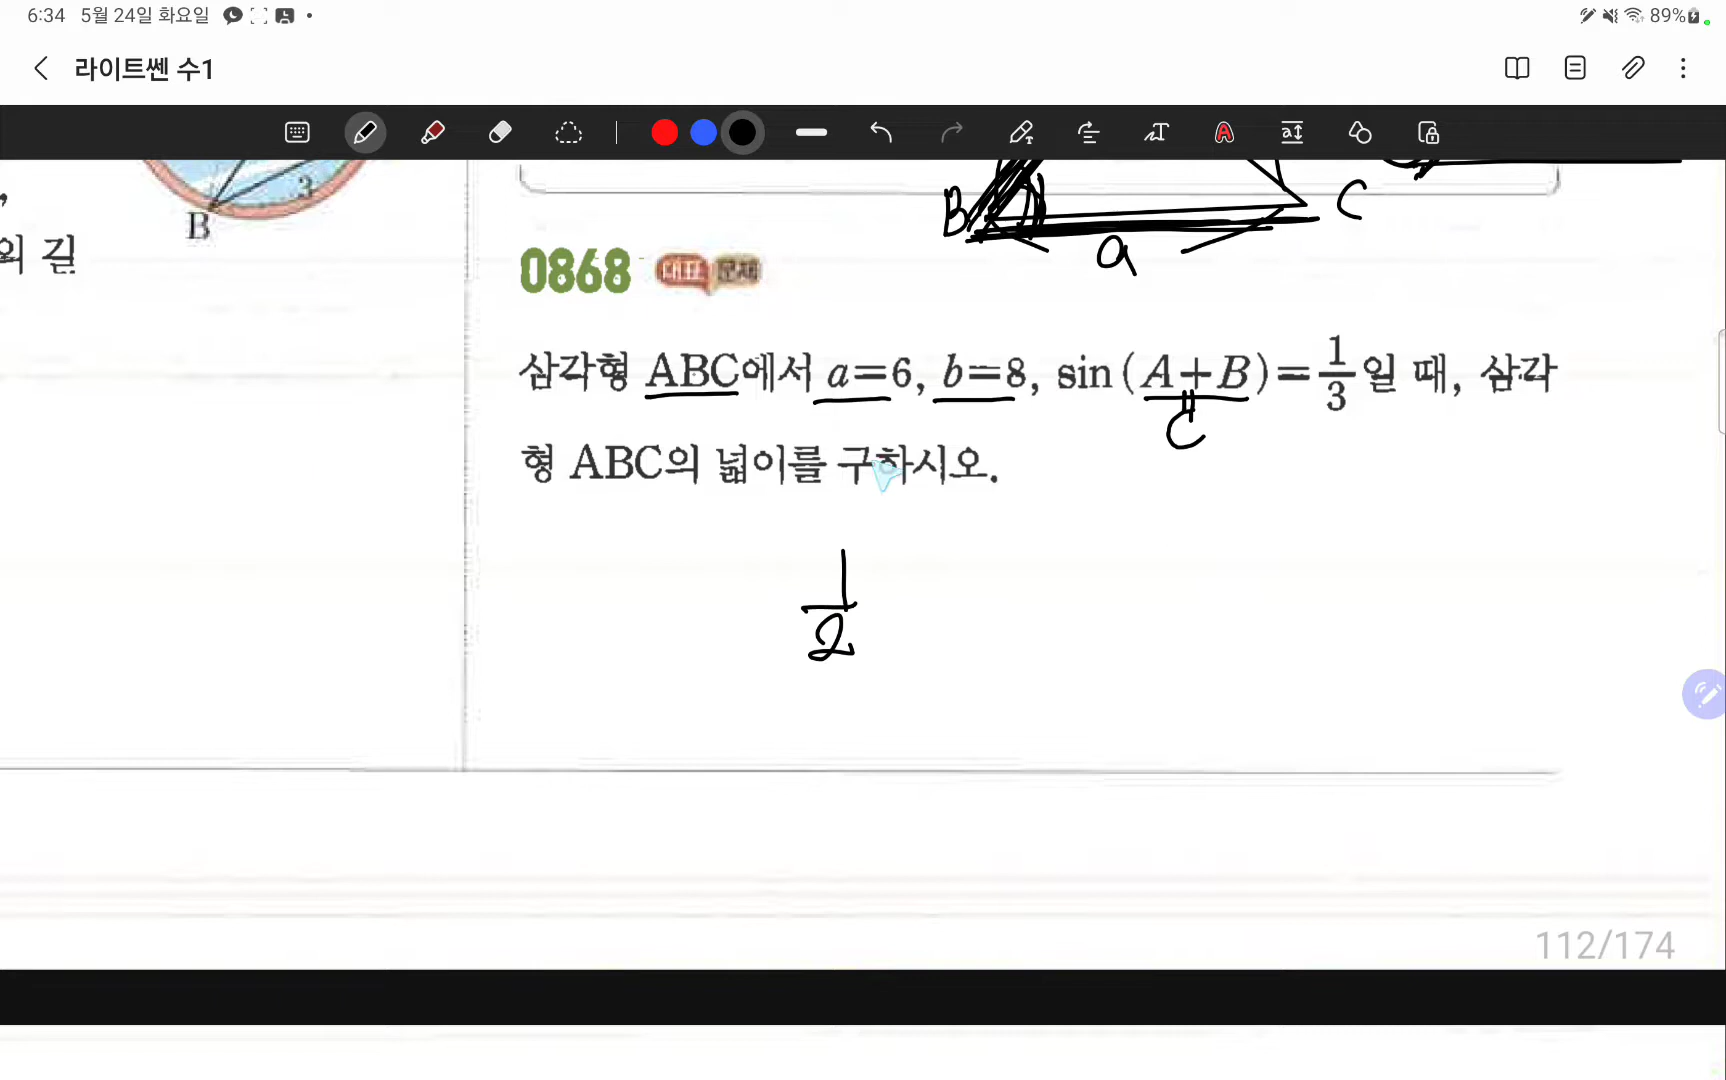 6:34 5월 24일 화요일
89%
라이트쎈 수1
3
B
의 길
B
C
a
0868 대표 문제
삼각형 ABC에서 a=6, b=8, sin (A+B)=1/3일 때, 삼각
C
형 ABC의 넓이를 구하시오.
1/2
112/174